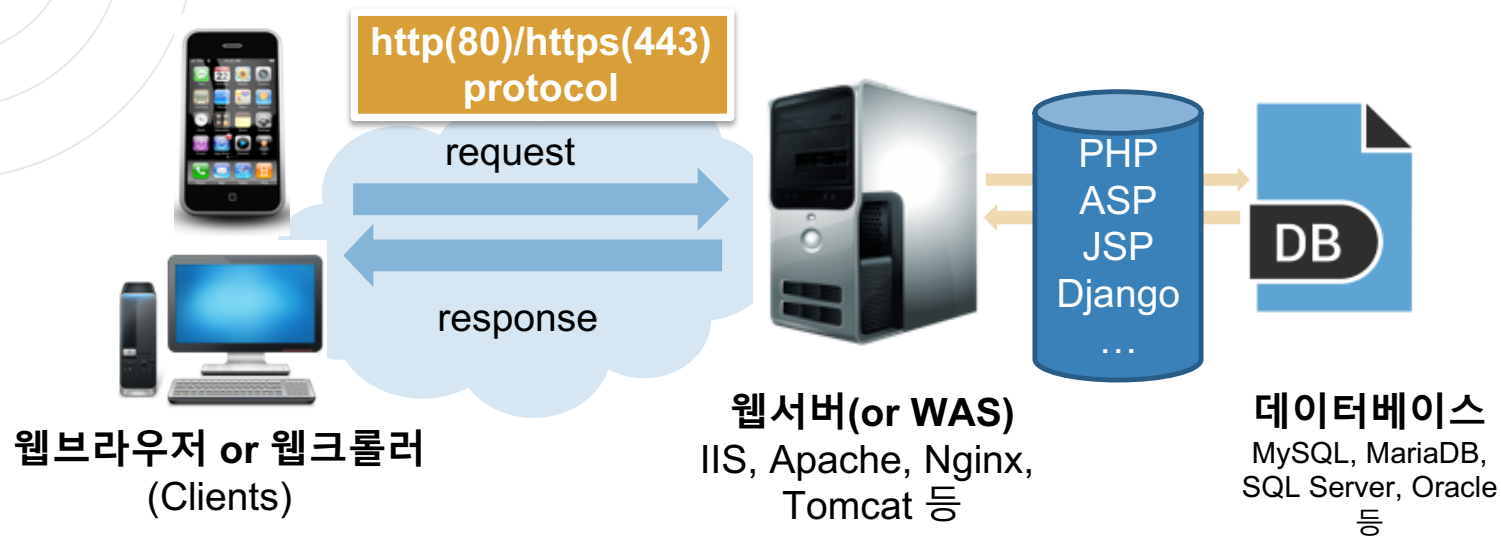 http(80)/https(443)
protocol
request
response
PHP
ASP
JSP
Django
…
DB
웹브라우저 or 웹크롤러
(Clients)
웹서버(or WAS)
IIS, Apache, Nginx,
Tomcat 등
데이터베이스
MySQL, MariaDB,
SQL Server, Oracle
등